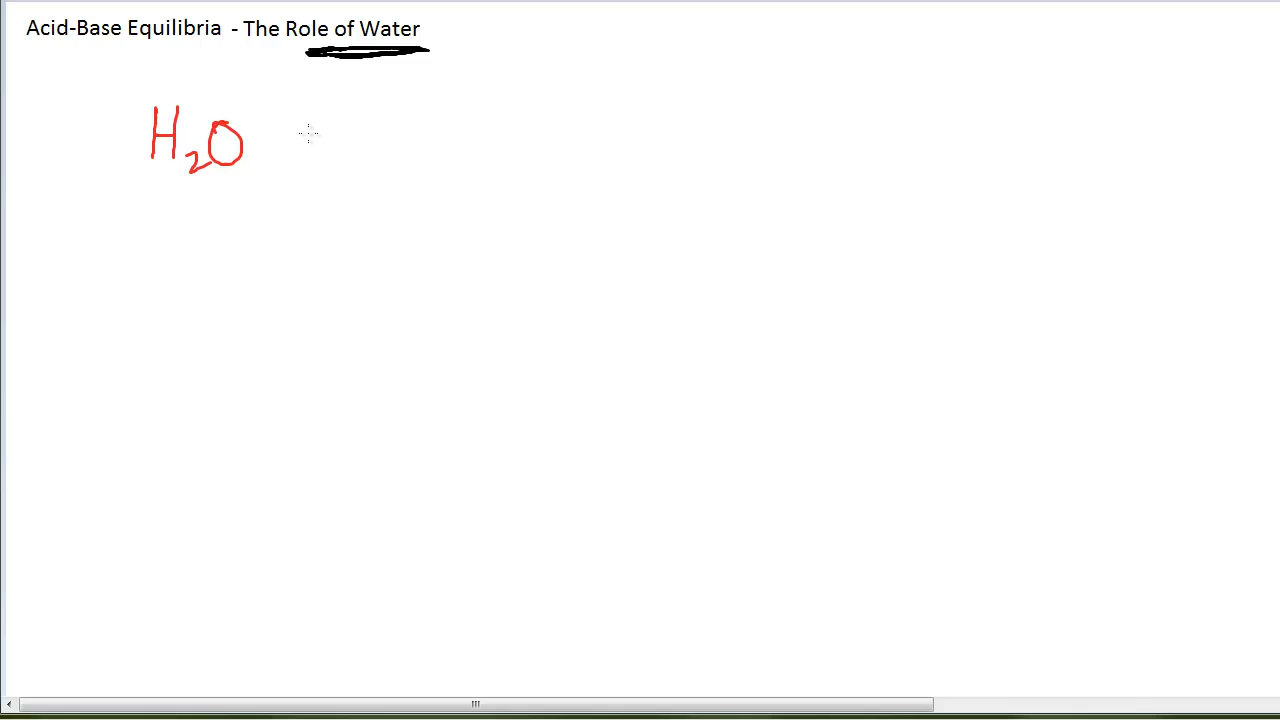 Acid-Base Equilibria - The Role of Water
H₂O